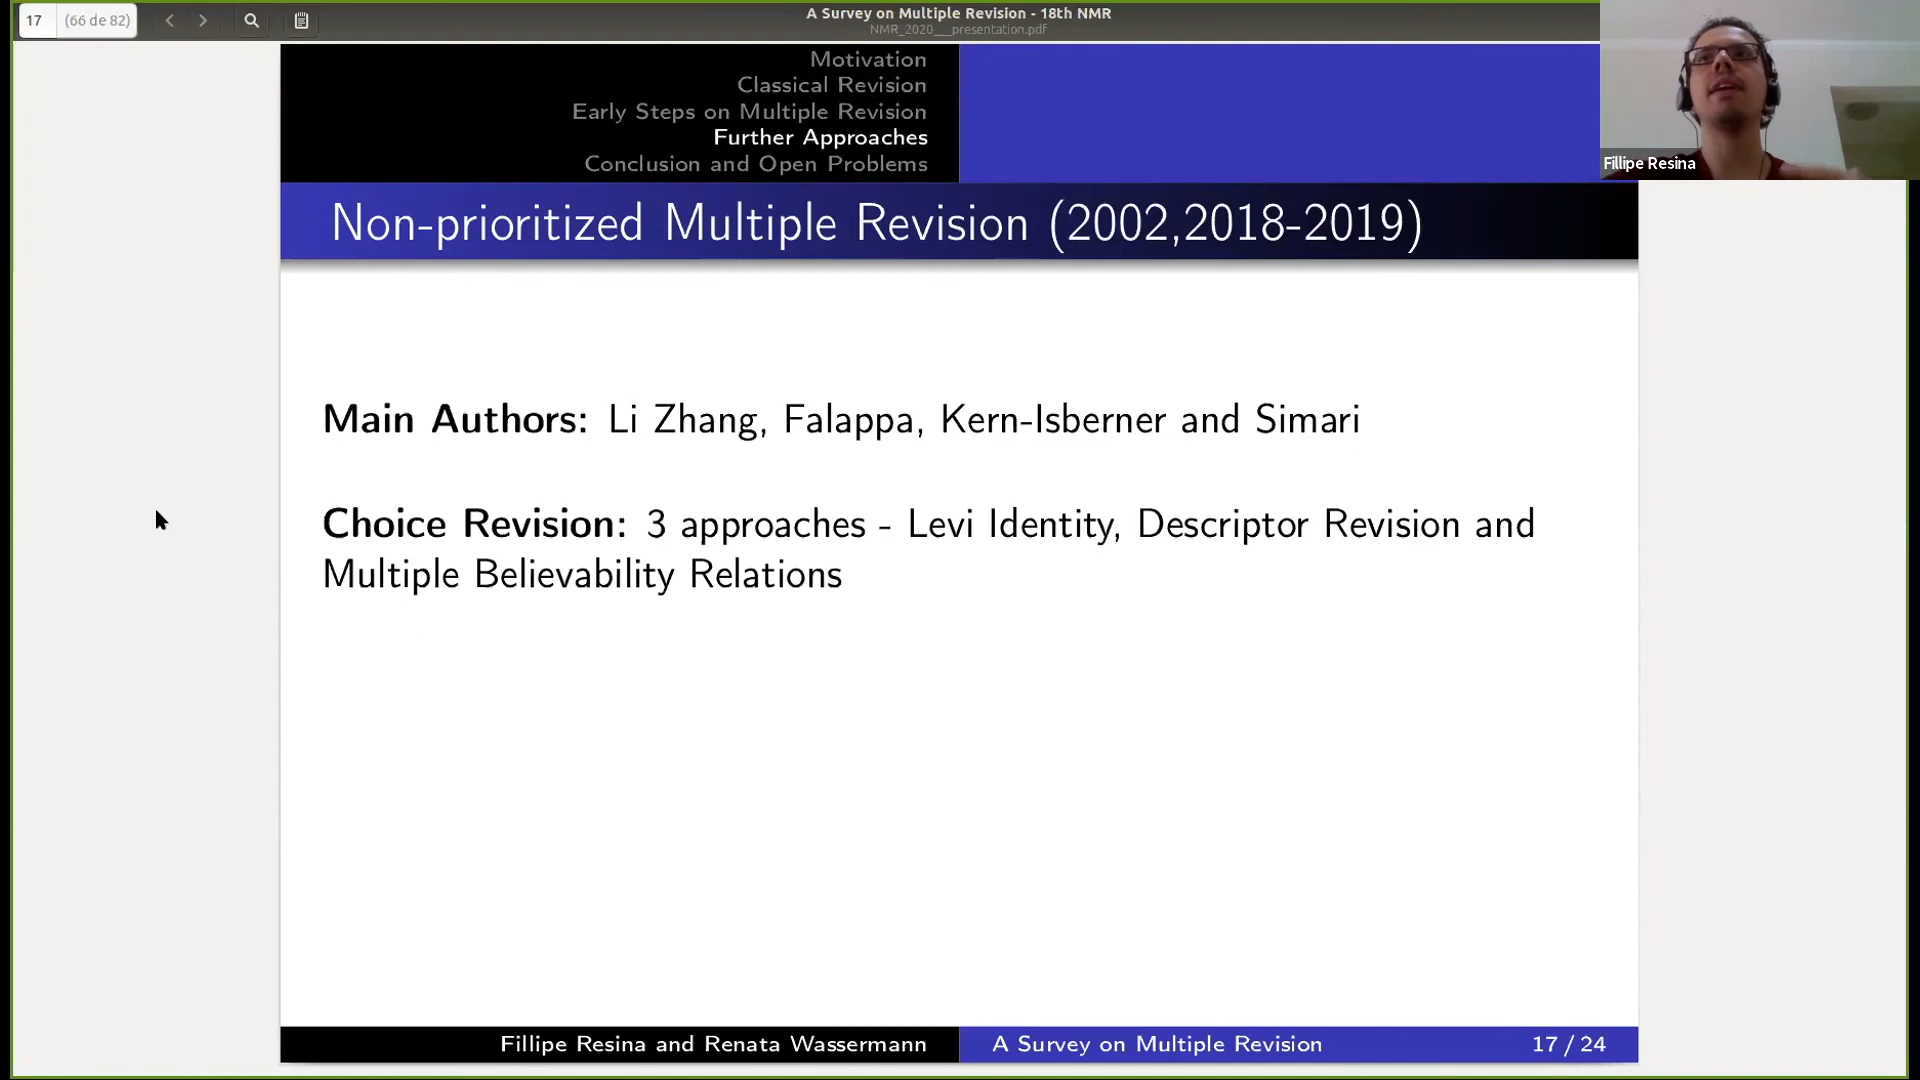 17 (66 de 82)
A Survey on Multiple Revision - 18th NMR
NMR_2020___presentation.pdf
Motivation
Classical Revision
Early Steps on Multiple Revision
Further Approaches
Conclusion and Open Problems
Fillipe Resina
Non-prioritized Multiple Revision (2002,2018-2019)
Main Authors: Li Zhang, Falappa, Kern-Isberner and Simari
Choice Revision: 3 approaches - Levi Identity, Descriptor Revision and
Multiple Believability Relations
Fillipe Resina and Renata Wassermann
A Survey on Multiple Revision
17 / 24